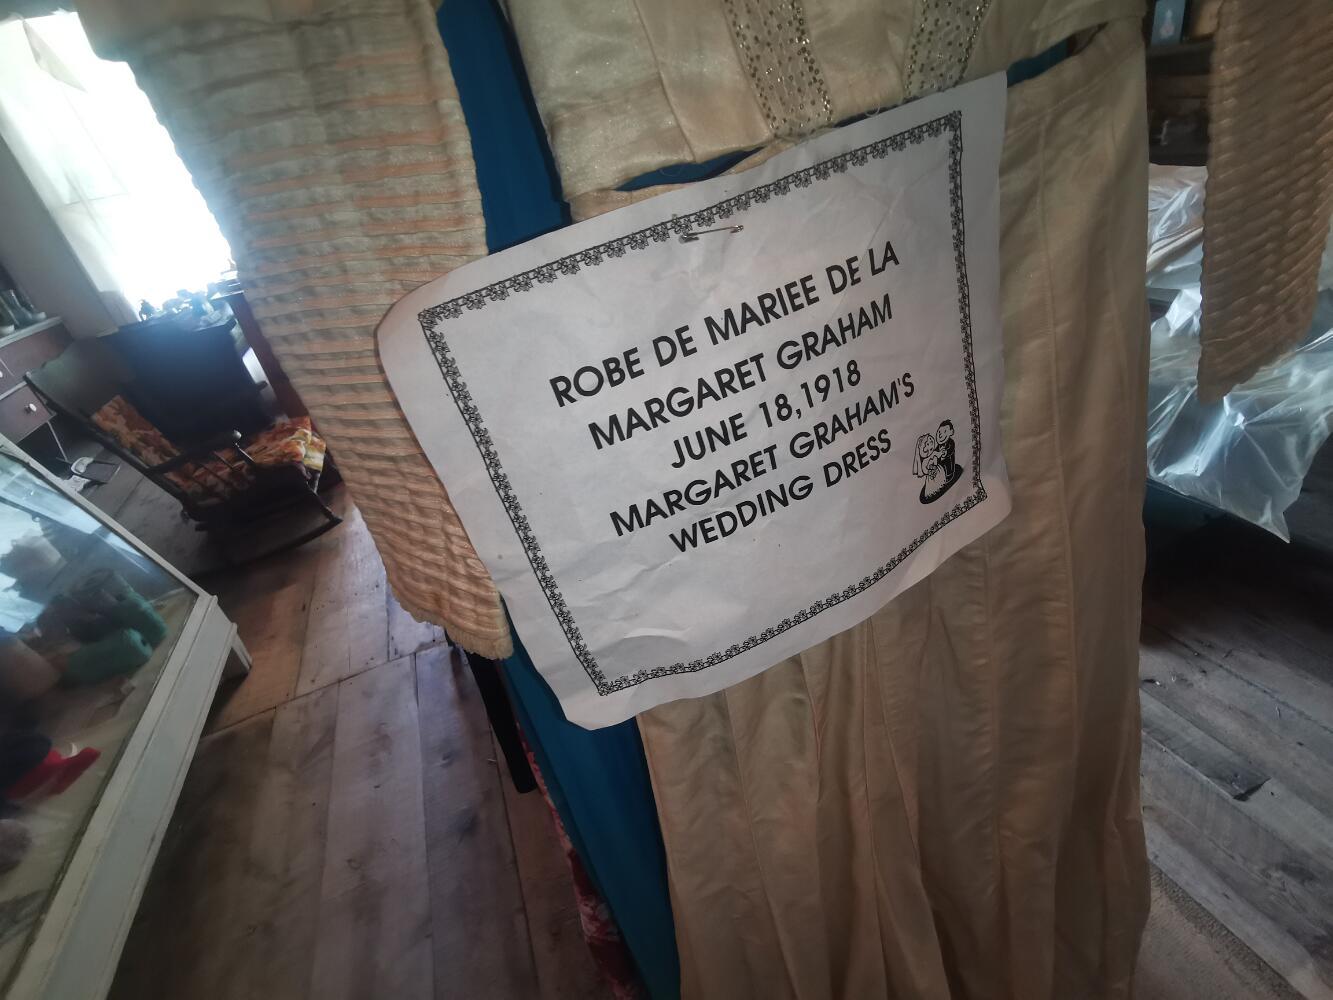 ROBE DE MARIEE DE LA
MARGARET GRAHAM
JUNE 18,1918
MARGARET GRAHAM'S
WEDDING DRESS